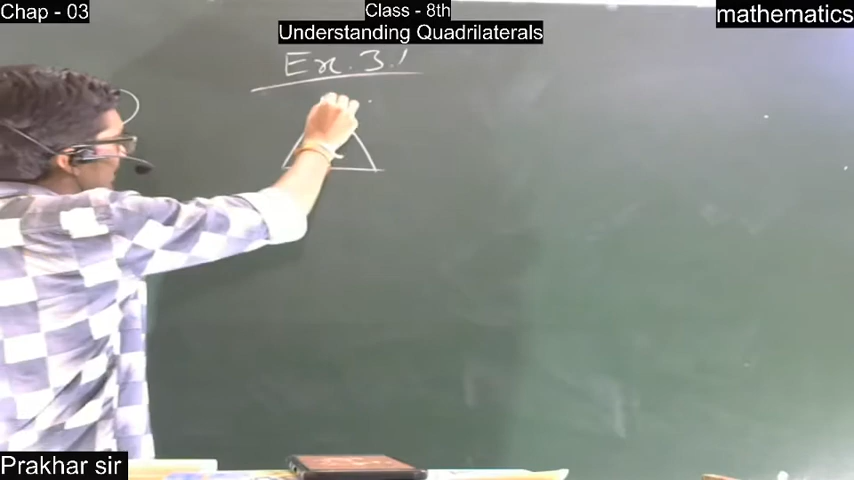 Chap - 03
Class - 8th
mathematics
Understanding Quadrilaterals
Ex. 3.1
Prakhar sir